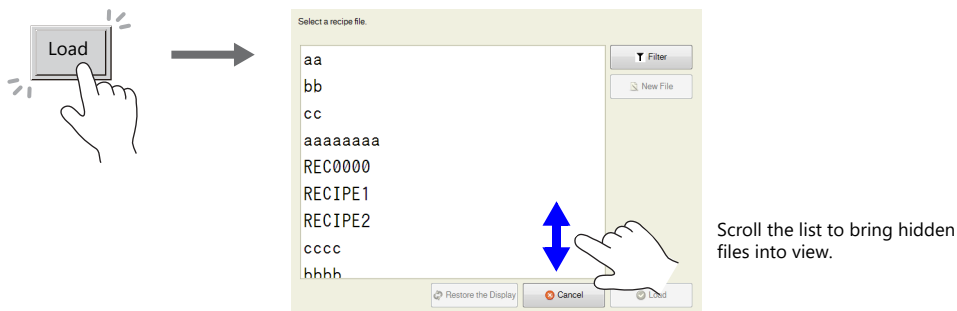 Load
Select a recipe file.
aa
bb
cc
aaaaaaaa
REC0000
RECIPE1
RECIPE2
cccc
bbbb
Filter
New File
Restore the Display
Cancel
Load
Scroll the list to bring hidden
files into view.